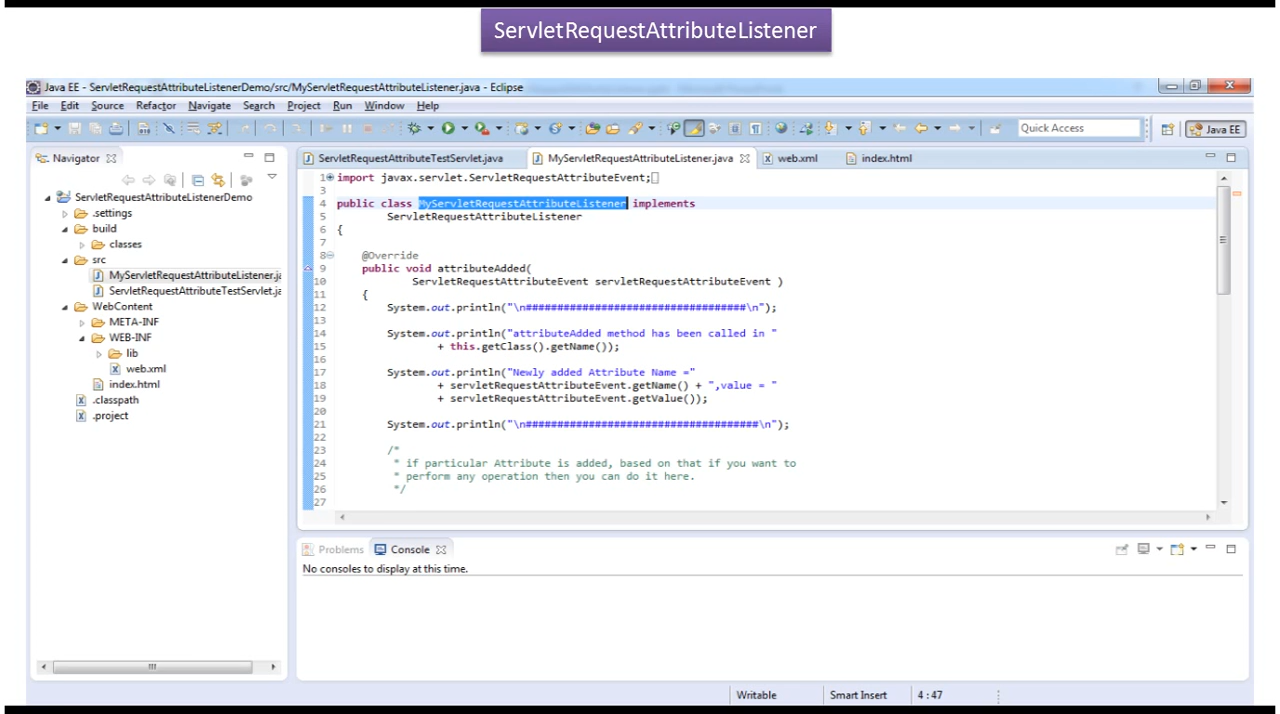 ServletRequestAttributeListener
Java EE - ServletRequestAttributeListenerDemo/src/MyServletRequestAttributeListener.java - Eclipse
File Edit Source Refactor Navigate Search Project Run Window Help
Quick Access
Java EE
Navigator
ServletRequestAttributeListenerDemo
.settings
build
classes
src
MyServletRequestAttributeListener.ja
ServletRequestAttributeTestServlet.ja
WebContent
META-INF
WEB-INF
lib
web.xml
index.html
.classpath
.project
ServletRequestAttributeTestServlet.java MyServletRequestAttributeListener.java web.xml index.html
1 import javax.servlet.ServletRequestAttributeEvent;
3
4 public class MyServletRequestAttributeListener implements
5 ServletRequestAttributeListener
6 {
7
8 @Override
9 public void attributeAdded(
10 ServletRequestAttributeEvent servletRequestAttributeEvent )
11 {
12 System.out.println("\n###################################\n");
13
14 System.out.println("attributeAdded method has been called in "
15 + this.getClass().getName());
16
17 System.out.println("Newly added Attribute Name ="
18 + servletRequestAttributeEvent.getName() + ",value = "
19 + servletRequestAttributeEvent.getValue());
20
21 System.out.println("\n#####################################\n");
22
23 /*
24 * if particular Attribute is added, based on that if you want to
25 * perform any operation then you can do it here.
26 */
27
Problems Console
No consoles to display at this time.
Writable Smart Insert 4 : 47